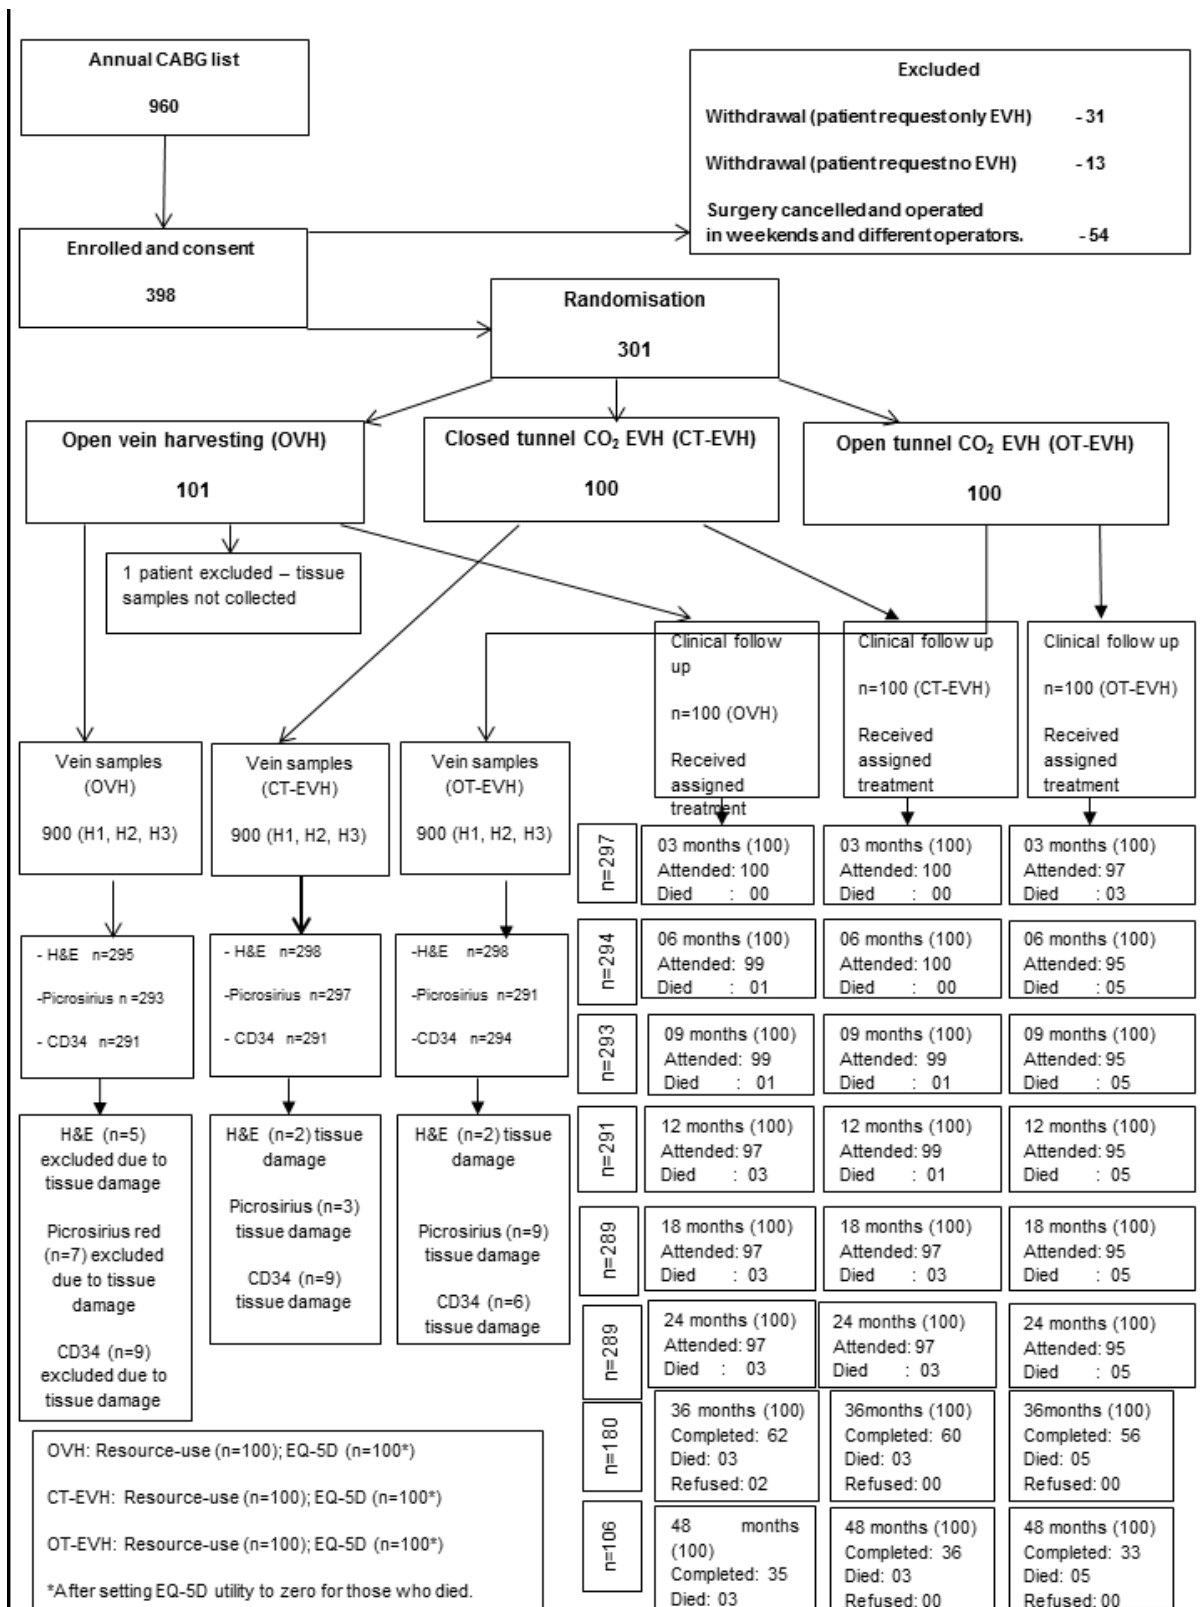 Annual CABG list
960
Excluded
Withdrawal (patient request only EVH) - 31
Withdrawal (patient request no EVH) - 13
Surgery cancelled and operated
in weekends and different operators. - 54
Enrolled and consent
398
Randomisation
301
Open vein harvesting (OVH)
101
Closed tunnel CO₂ EVH (CT-EVH)
100
Open tunnel CO₂ EVH (OT-EVH)
100
1 patient excluded – tissue
samples not collected
Clinical follow
up
n=100 (OVH)
Received
assigned
treatment
Clinical follow up
n=100 (CT-EVH)
Received
assigned
treatment
Clinical follow up
n=100 (OT-EVH)
Received
assigned
treatment
Vein samples
(OVH)
900 (H1, H2, H3)
Vein samples
(CT-EVH)
900 (H1, H2, H3)
Vein samples
(OT-EVH)
900 (H1, H2, H3)
- H&E n=295
-Picrosirius n =293
- CD34 n=291
- H&E n=298
-Picrosirius n=297
- CD34 n=291
-H&E n=298
-Picrosirius n=291
-CD34 n=294
H&E (n=5)
excluded due to
tissue damage
Picrosirius red
(n=7) excluded
due to tissue
damage
CD34 (n=9)
excluded due to
tissue damage
H&E (n=2) tissue
damage
Picrosirius (n=3)
tissue damage
CD34 (n=9)
tissue damage
H&E (n=2) tissue
damage
Picrosirius (n=9)
tissue damage
CD34 (n=6)
tissue damage
n=297
03 months (100)
Attended: 100
Died : 00
03 months (100)
Attended: 100
Died : 00
03 months (100)
Attended: 97
Died : 03
n=294
06 months (100)
Attended: 99
Died : 01
06 months (100)
Attended: 100
Died : 00
06 months (100)
Attended: 95
Died : 05
n=293
09 months (100)
Attended: 99
Died : 01
09 months (100)
Attended: 99
Died : 01
09 months (100)
Attended: 95
Died : 05
n=291
12 months (100)
Attended: 97
Died : 03
12 months (100)
Attended: 99
Died : 01
12 months (100)
Attended: 95
Died : 05
n=289
18 months (100)
Attended: 97
Died : 03
18 months (100)
Attended: 97
Died : 03
18 months (100)
Attended: 95
Died : 05
n=289
24 months (100)
Attended: 97
Died : 03
24 months (100)
Attended: 97
Died : 03
24 months (100)
Attended: 95
Died : 05
n=180
36 months (100)
Completed: 62
Died: 03
Refused: 02
36months (100)
Completed: 60
Died: 03
Refused: 00
36months (100)
Completed: 56
Died: 05
Refused: 00
n=106
48 months
(100)
Completed: 35
Died: 03
48 months (100)
Completed: 36
Died: 03
Refused: 00
48 months (100)
Completed: 33
Died: 05
Refused: 00
OVH: Resource-use (n=100); EQ-5D (n=100*)
CT-EVH: Resource-use (n=100); EQ-5D (n=100*)
OT-EVH: Resource-use (n=100); EQ-5D (n=100*)
*After setting EQ-5D utility to zero for those who died.